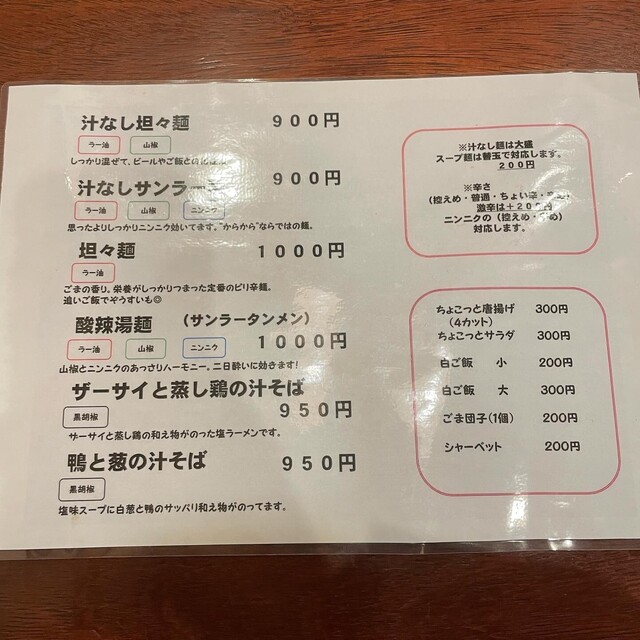 汁なし坦々麺 900円
ラー油 山椒
しっかり混ぜて、ビールやご飯との
汁なしサンラー 900円
ラー油 山椒 ニンニク
思ったよりしっかりニンニク効いてます。"からから"ならではの麺。
坦々麺 1000円
ラー油
ごまの香り。栄養がしっかりつまった定番のピリ辛麺。
追いご飯でぞうすいも◎
酸辣湯麺 (サンラータンメン)
1000円
ラー油 山椒 ニンニク
山椒とニンニクのあっさりハーモニー。二日酔いに効きます!
ザーサイと蒸し鶏の汁そば
950円
黒胡椒
ザーサイと蒸し鶏の和え物がのった塩ラーメンです。
鴨と葱の汁そば 950円
黒胡椒
塩味スープに白葱と鴨のサッパリ和え物がのってます。
※汁なし麺は大盛
スープ麺は替玉で対応します。
200円
※辛さ
(控えめ・普通・ちょい辛・
激辛は+200円
ニンニクの(控えめ・
対応します。
ちょこっと唐揚げ 300円
(4カット)
ちょこっとサラダ 300円
白ご飯 小 200円
白ご飯 大 300円
ごま団子(1個) 200円
シャーベット 200円